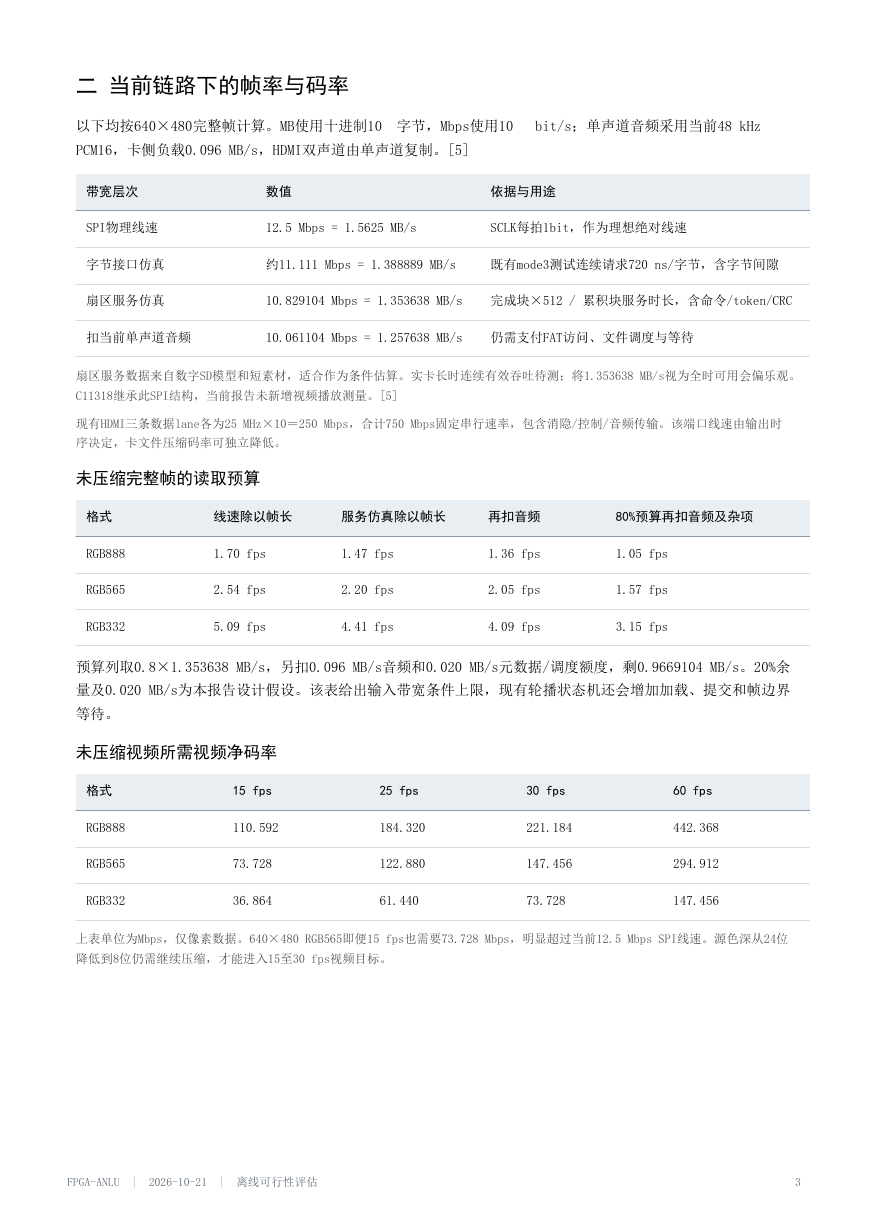 二 当前链路下的帧率与码率
以下均按640×480完整帧计算。MB使用十进制10 字节，Mbps使用10 bit/s；单声道音频采用当前48 kHz
PCM16，卡侧负载0.096 MB/s，HDMI双声道由单声道复制。[5]
带宽层次 数值 依据与用途
SPI物理线速 12.5 Mbps = 1.5625 MB/s SCLK每拍1bit，作为理想绝对线速
字节接口仿真 约11.111 Mbps = 1.388889 MB/s 既有mode3测试连续请求720 ns/字节，含字节间隙
扇区服务仿真 10.829104 Mbps = 1.353638 MB/s 完成块×512 / 累积块服务时长，含命令/token/CRC
扣当前单声道音频 10.061104 Mbps = 1.257638 MB/s 仍需支付FAT访问、文件调度与等待
扇区服务数据来自数字SD模型和短素材，适合作为条件估算。实卡长时连续有效吞吐待测；将1.353638 MB/s视为全时可用会偏乐观。
C11318继承此SPI结构，当前报告未新增视频播放测量。[5]
现有HDMI三条数据lane各为25 MHz×10＝250 Mbps，合计750 Mbps固定串行速率，包含消隐/控制/音频传输。该端口线速由输出时
序决定，卡文件压缩码率可独立降低。
未压缩完整帧的读取预算
格式 线速除以帧长 服务仿真除以帧长 再扣音频 80%预算再扣音频及杂项
RGB888 1.70 fps 1.47 fps 1.36 fps 1.05 fps
RGB565 2.54 fps 2.20 fps 2.05 fps 1.57 fps
RGB332 5.09 fps 4.41 fps 4.09 fps 3.15 fps
预算列取0.8×1.353638 MB/s，另扣0.096 MB/s音频和0.020 MB/s元数据/调度额度，剩0.9669104 MB/s。20%余
量及0.020 MB/s为本报告设计假设。该表给出输入带宽条件上限，现有轮播状态机还会增加加载、提交和帧边界
等待。
未压缩视频所需视频净码率
格式 15 fps 25 fps 30 fps 60 fps
RGB888 110.592 184.320 221.184 442.368
RGB565 73.728 122.880 147.456 294.912
RGB332 36.864 61.440 73.728 147.456
上表单位为Mbps，仅像素数据。640×480 RGB565即便15 fps也需要73.728 Mbps，明显超过当前12.5 Mbps SPI线速。源色深从24位
降低到8位仍需继续压缩，才能进入15至30 fps视频目标。
FPGA-ANLU | 2026-10-21 | 离线可行性评估 3